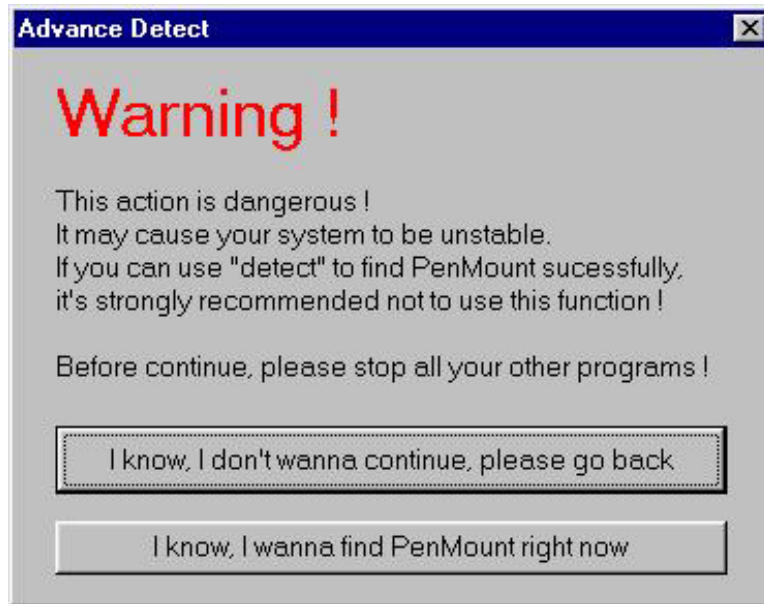 Advance Detect
Warning !
This action is dangerous !
It may cause your system to be unstable.
If you can use "detect" to find PenMount sucessfully,
it's strongly recommended not to use this function !
Before continue, please stop all your other programs !
I know, I don't wanna continue, please go back
I know, I wanna find PenMount right now